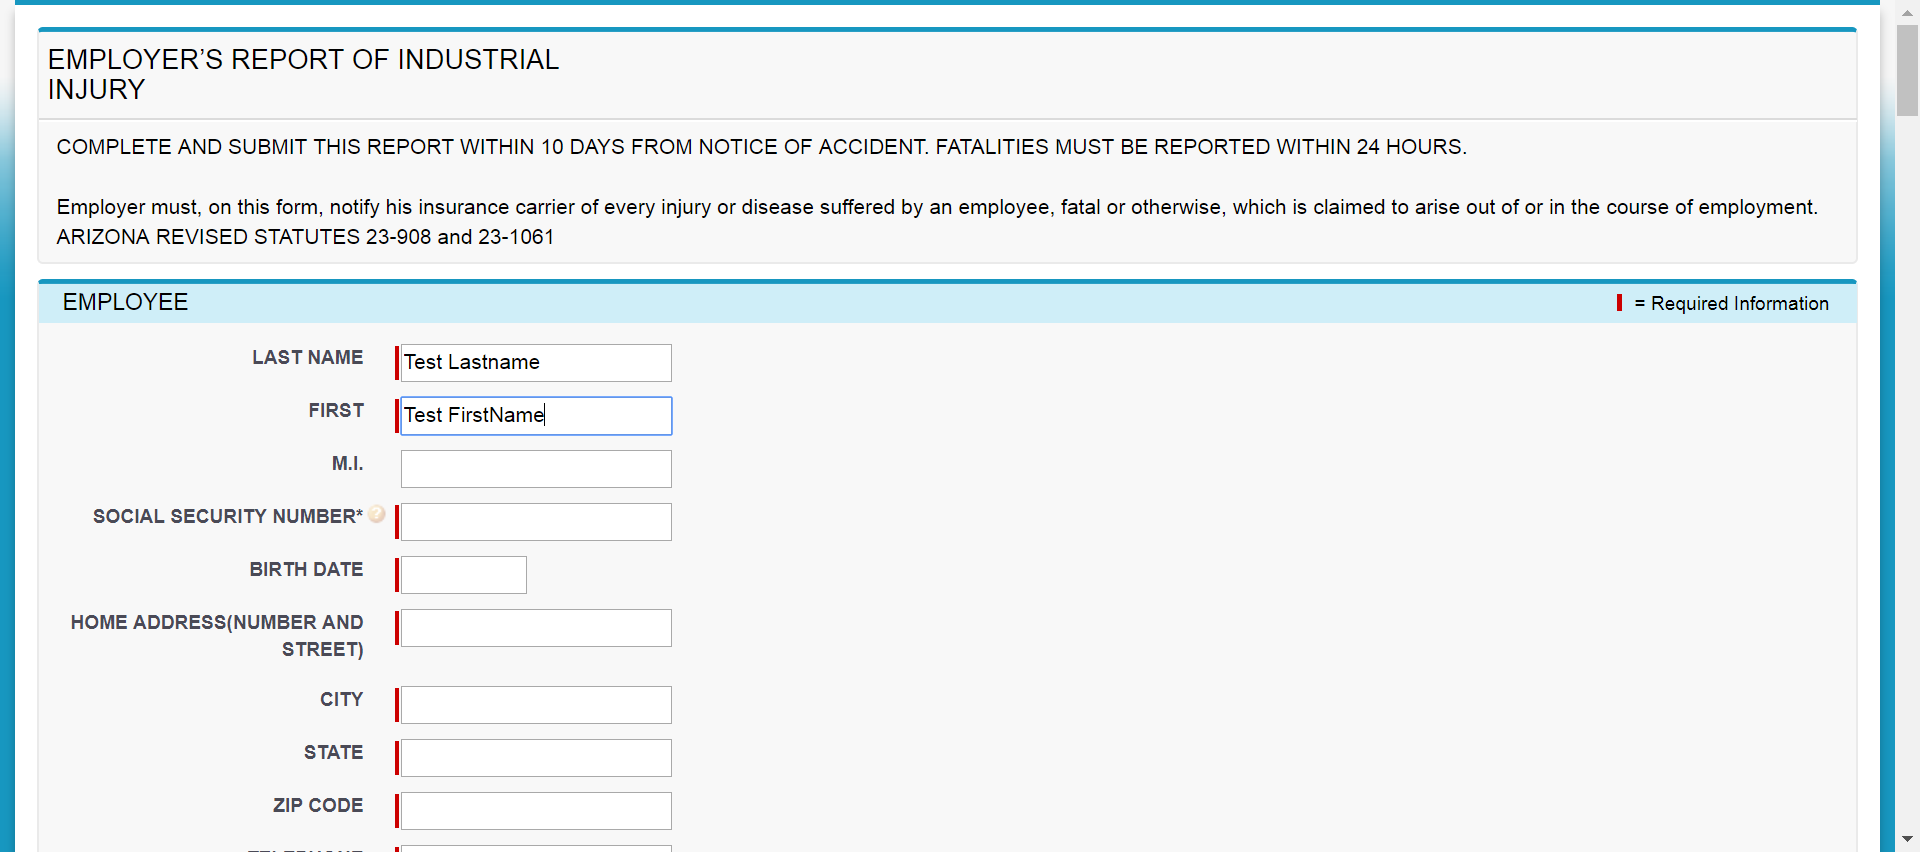 EMPLOYER’S REPORT OF INDUSTRIAL
INJURY
COMPLETE AND SUBMIT THIS REPORT WITHIN 10 DAYS FROM NOTICE OF ACCIDENT. FATALITIES MUST BE REPORTED WITHIN 24 HOURS.
Employer must, on this form, notify his insurance carrier of every injury or disease suffered by an employee, fatal or otherwise, which is claimed to arise out of or in the course of employment.
ARIZONA REVISED STATUTES 23-908 and 23-1061
EMPLOYEE
= Required Information
LAST NAME Test Lastname
FIRST Test FirstName
M.I.
SOCIAL SECURITY NUMBER* ?
BIRTH DATE
HOME ADDRESS(NUMBER AND
STREET)
CITY
STATE
ZIP CODE